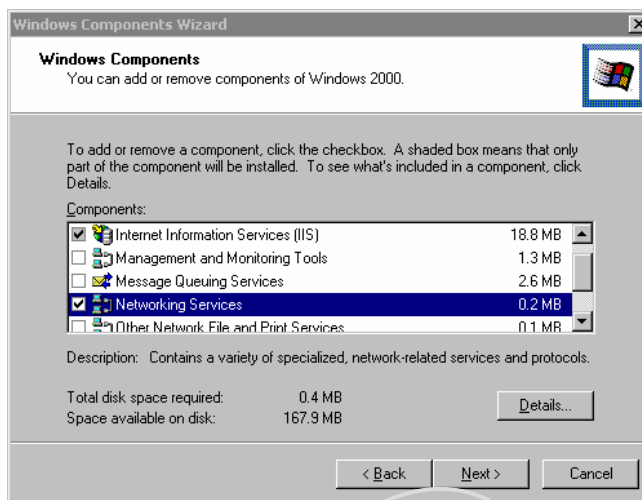 Windows Components Wizard
Windows Components
You can add or remove components of Windows 2000.
To add or remove a component, click the checkbox. A shaded box means that only
part of the component will be installed. To see what's included in a component, click
Details.
Components:
Internet Information Services (IIS) 18.8 MB
Management and Monitoring Tools 1.3 MB
Message Queuing Services 2.6 MB
Networking Services 0.2 MB
Other Network File and Print Services 0.1 MB
Description: Contains a variety of specialized, network-related services and protocols.
Total disk space required: 0.4 MB
Space available on disk: 167.9 MB
Details...
< Back Next > Cancel